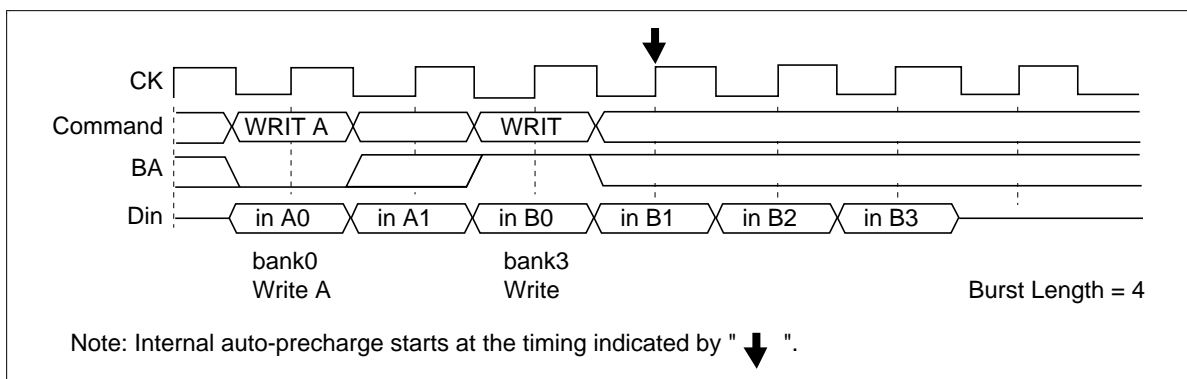 CK
Command WRIT A WRIT
BA
Din in A0 in A1 in B0 in B1 in B2 in B3
bank0 bank3
Write A Write Burst Length = 4
Note: Internal auto-precharge starts at the timing indicated by " ".